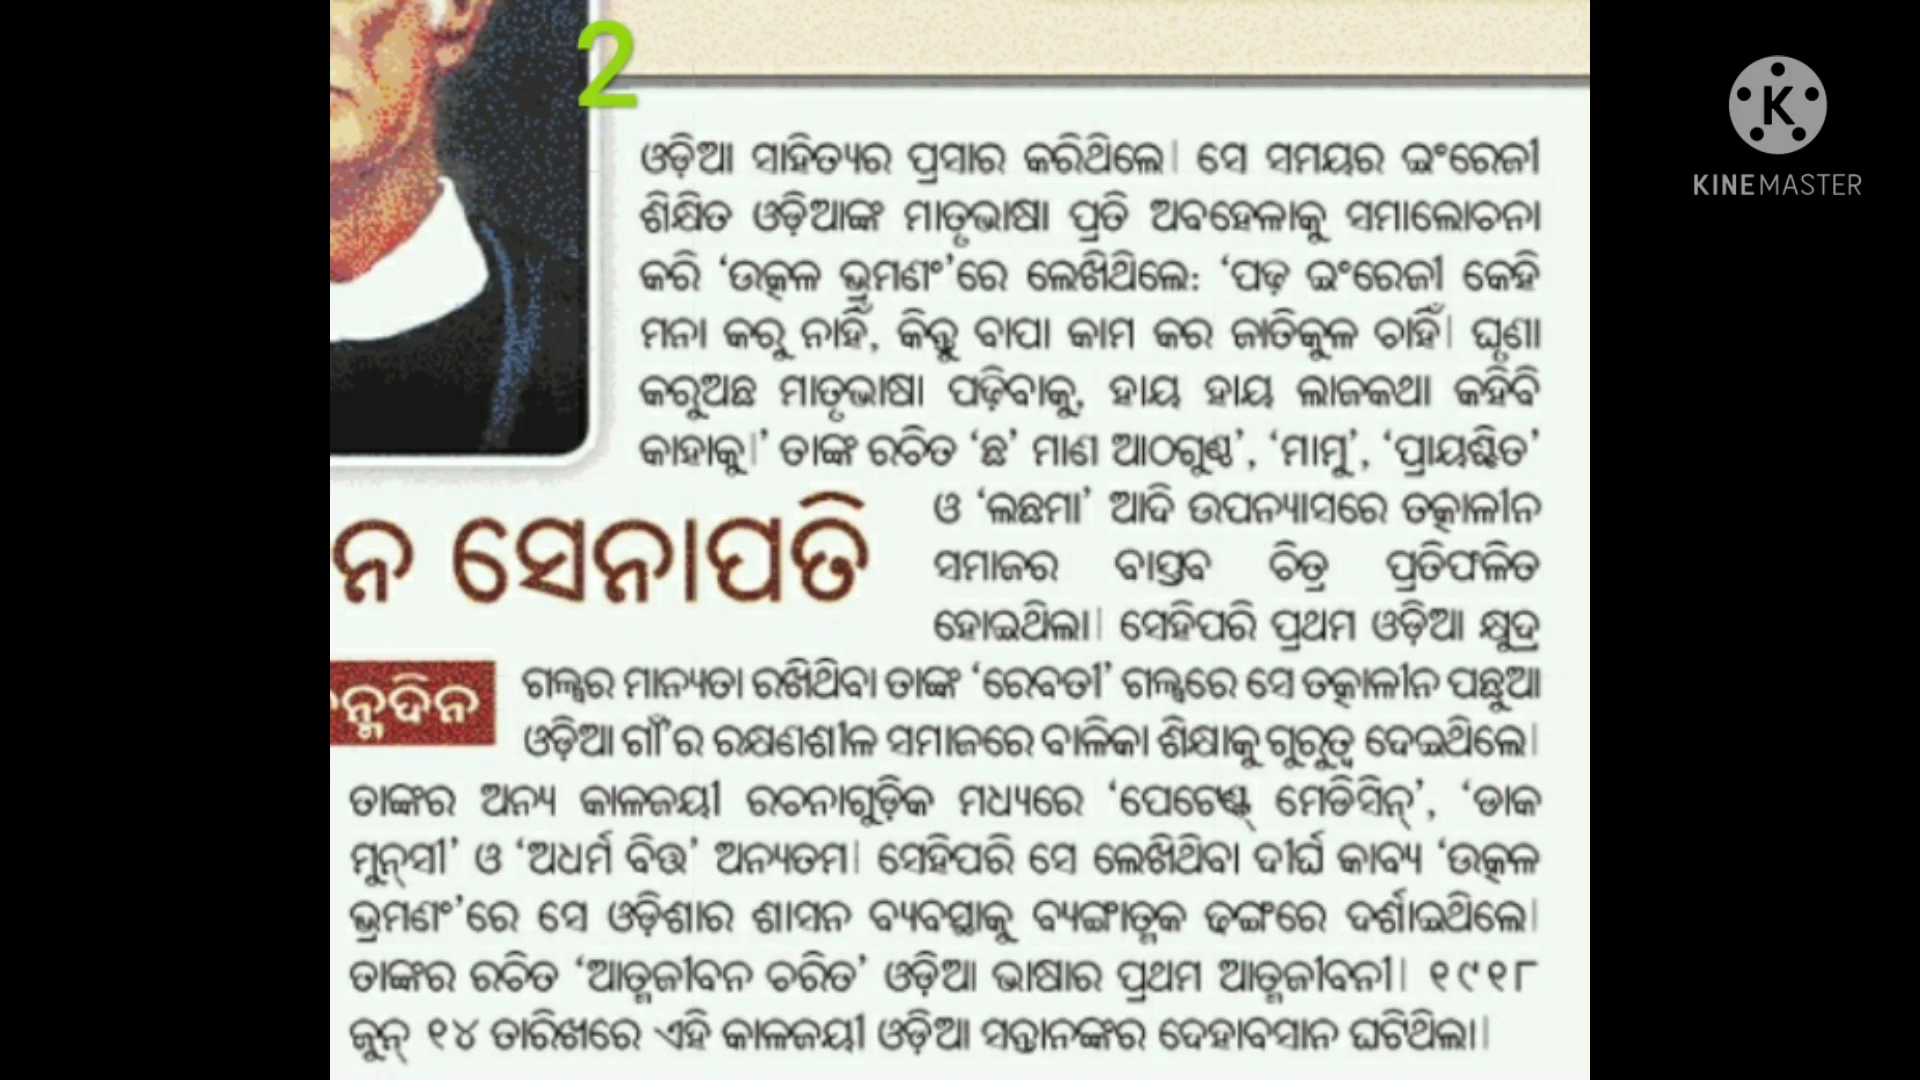 2
ଓଡ଼ିଆ ସାହିତ୍ୟର ପ୍ରସାର କରିଥିଲେ। ସେ ସମୟର ଇଂରେଜୀ
ଶିକ୍ଷିତ ଓଡ଼ିଆଙ୍କ ମାତୃଭାଷା ପ୍ରତି ଅବହେଳାକୁ ସମାଲୋଚନା
କରି ‘ଉତ୍କଳ ଭ୍ରମଣଂ’ରେ ଲେଖିଥିଲେ: ‘ପଢ଼ ଇଂରେଜୀ କେହି
ମନା କରୁ ନାହିଁ, କିନ୍ତୁ ବାପା କାମ କର ଜାତିକୁଳ ଚାହିଁ। ଘୃଣା
କରୁଅଛ ମାତୃଭାଷା ପଢ଼ିବାକୁ, ହାୟ ହାୟ ଲାଜକଥା କହିବି
କାହାକୁ।’ ତାଙ୍କ ରଚିତ ‘ଛ’ ମାଣ ଆଠଗୁଣ୍ଠ’, ‘ମାମୁ’, ‘ପ୍ରାୟଶ୍ଚିତ’
ଓ ‘ଲଛମା’ ଆଦି ଉପନ୍ୟାସରେ ତତ୍କାଳୀନ
ସମାଜର ବାସ୍ତବ ଚିତ୍ର ପ୍ରତିଫଳିତ
ହୋଇଥିଲା। ସେହିପରି ପ୍ରଥମ ଓଡ଼ିଆ କ୍ଷୁଦ୍ର
ନ ସେନାପତି
ନ୍ମଦିନ
ଗଳ୍ପର ମାନ୍ୟତା ରଖିଥିବା ତାଙ୍କ ‘ରେବତୀ’ ଗଳ୍ପରେ ସେ ତତ୍କାଳୀନ ପଛୁଆ
ଓଡ଼ିଆ ଗାଁ’ର ରକ୍ଷଣଶୀଳ ସମାଜରେ ବାଳିକା ଶିକ୍ଷାକୁ ଗୁରୁତ୍ୱ ଦେଇଥିଲେ।
ତାଙ୍କର ଅନ୍ୟ କାଳଜୟୀ ରଚନାଗୁଡ଼ିକ ମଧ୍ୟରେ ‘ପେଟେଣ୍ଟ୍ ମେଡିସିନ୍’, ‘ଡାକ
ମୁନ୍‌ସୀ’ ଓ ‘ଅଧର୍ମ ବିତ୍ତ’ ଅନ୍ୟତମ। ସେହିପରି ସେ ଲେଖିଥିବା ଦୀର୍ଘ କାବ୍ୟ ‘ଉତ୍କଳ
ଭ୍ରମଣଂ’ରେ ସେ ଓଡ଼ିଶାର ଶାସନ ବ୍ୟବସ୍ଥାକୁ ବ୍ୟଙ୍ଗାତ୍ମକ ଢଙ୍ଗରେ ଦର୍ଶାଇଥିଲେ।
ତାଙ୍କର ରଚିତ ‘ଆତ୍ମଜୀବନ ଚରିତ’ ଓଡ଼ିଆ ଭାଷାର ପ୍ରଥମ ଆତ୍ମଜୀବନୀ। ୧୯୧୮
ଜୁନ୍ ୧୪ ତାରିଖରେ ଏହି କାଳଜୟୀ ଓଡ଼ିଆ ସନ୍ତାନଙ୍କର ଦେହାବସାନ ଘଟିଥିଲା।
K
KINEMASTER